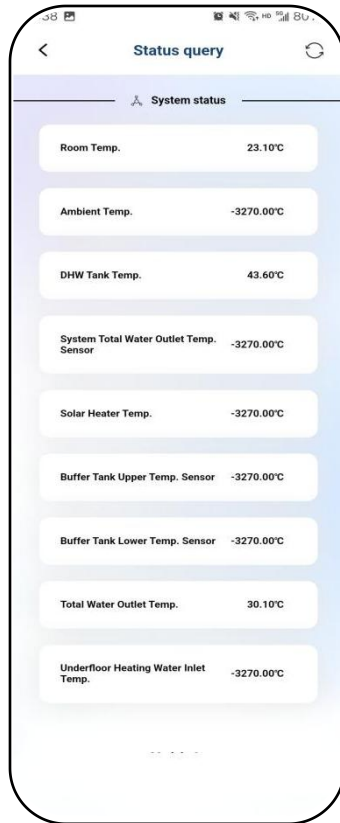 38
HD 5G
Status query
System status
Room Temp. 23.10℃
Ambient Temp. -3270.00℃
DHW Tank Temp. 43.60℃
System Total Water Outlet Temp.
Sensor -3270.00℃
Solar Heater Temp. -3270.00℃
Buffer Tank Upper Temp. Sensor -3270.00℃
Buffer Tank Lower Temp. Sensor -3270.00℃
Total Water Outlet Temp. 30.10℃
Underfloor Heating Water Inlet
Temp. -3270.00℃